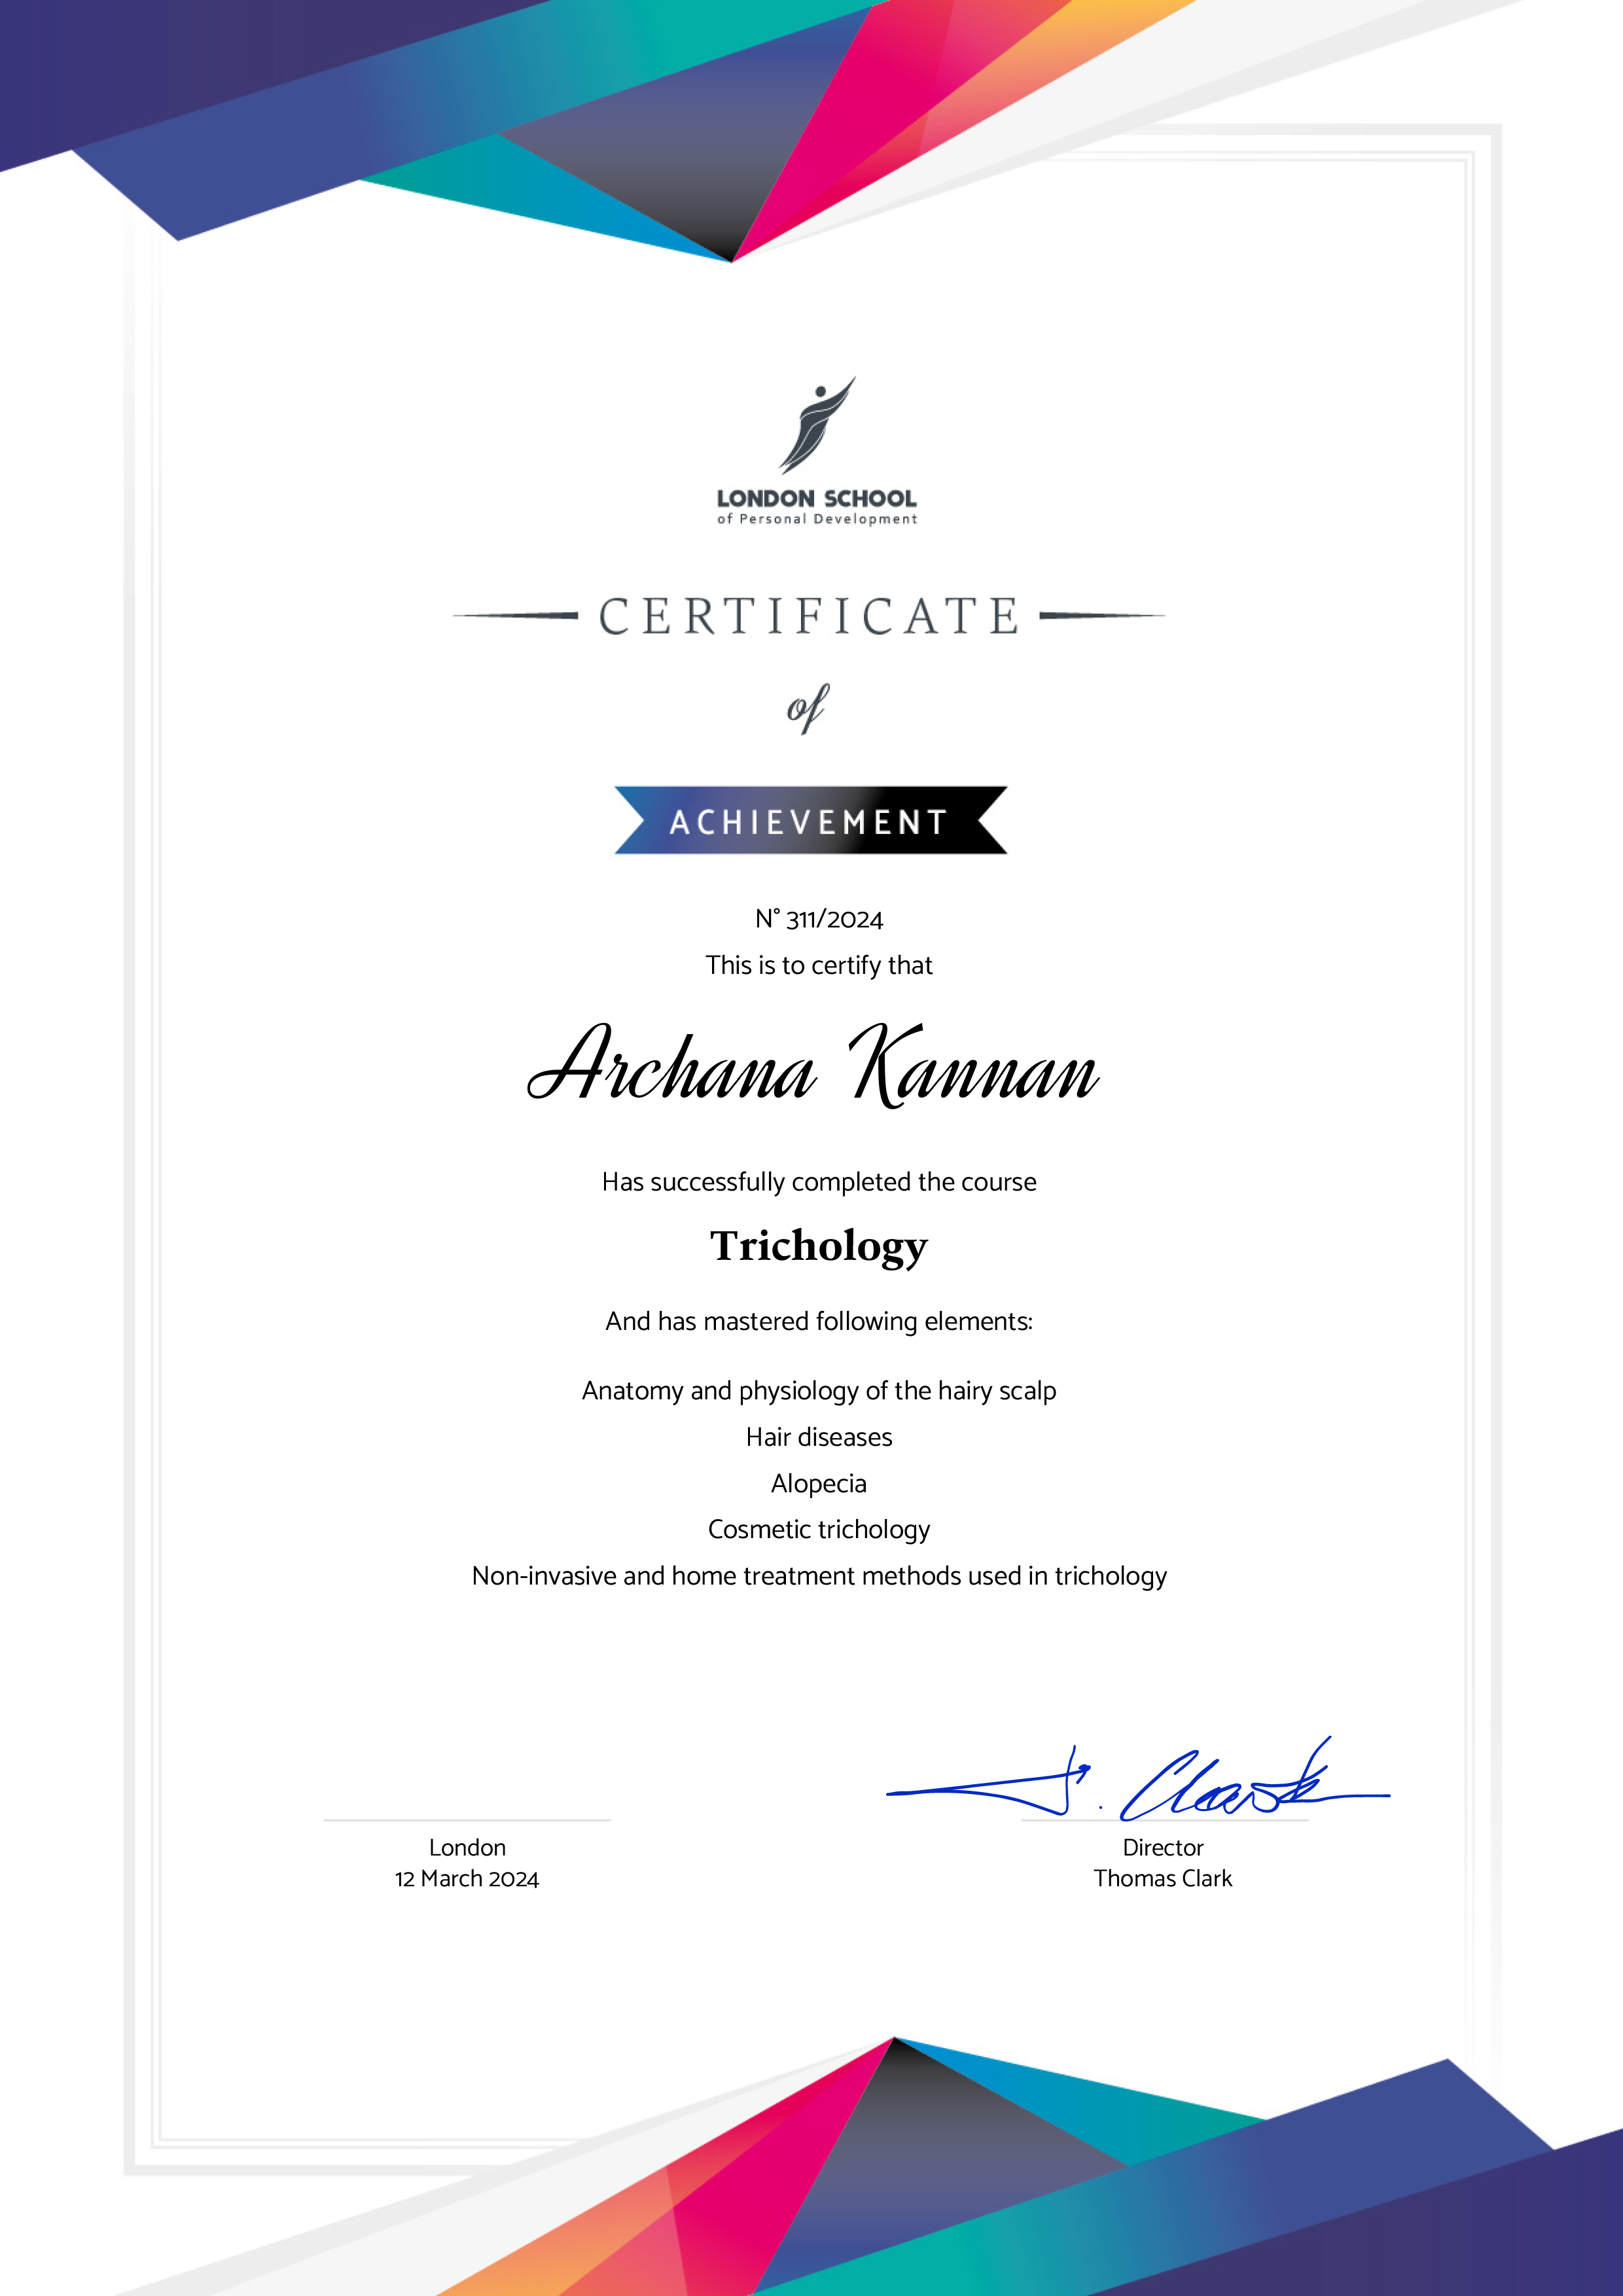 LONDON SCHOOL
of Personal Development
CERTIFICATE
of
ACHIEVEMENT
N° 311/2024
This is to certify that
Archana Kannan
Has successfully completed the course
Trichology
And has mastered following elements:
Anatomy and physiology of the hairy scalp
Hair diseases
Alopecia
Cosmetic trichology
Non-invasive and home treatment methods used in trichology
T. Clark
London
12 March 2024
Director
Thomas Clark